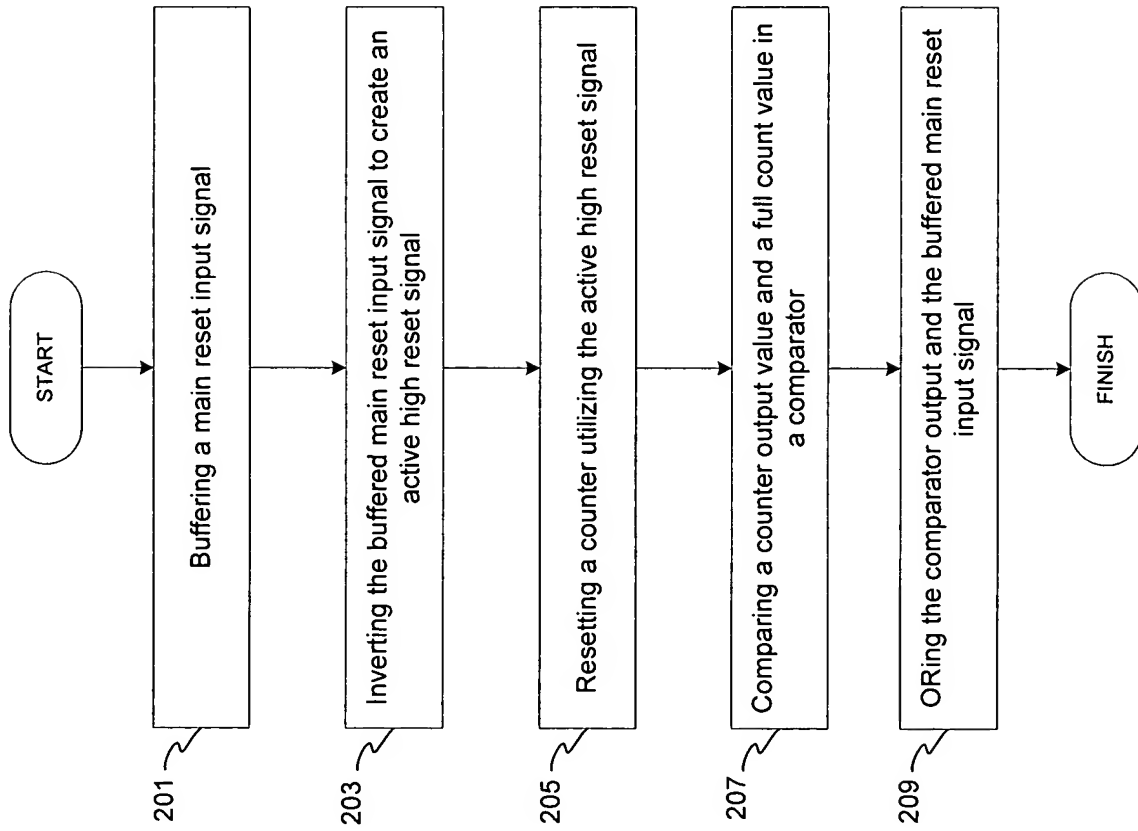 START
201
Buffering a main reset input signal
203
Inverting the buffered main reset input signal to create an
active high reset signal
205
Resetting a counter utilizing the active high reset signal
207
Comparing a counter output value and a full count value in
a comparator
209
ORing the comparator output and the buffered main reset
input signal
FINISH